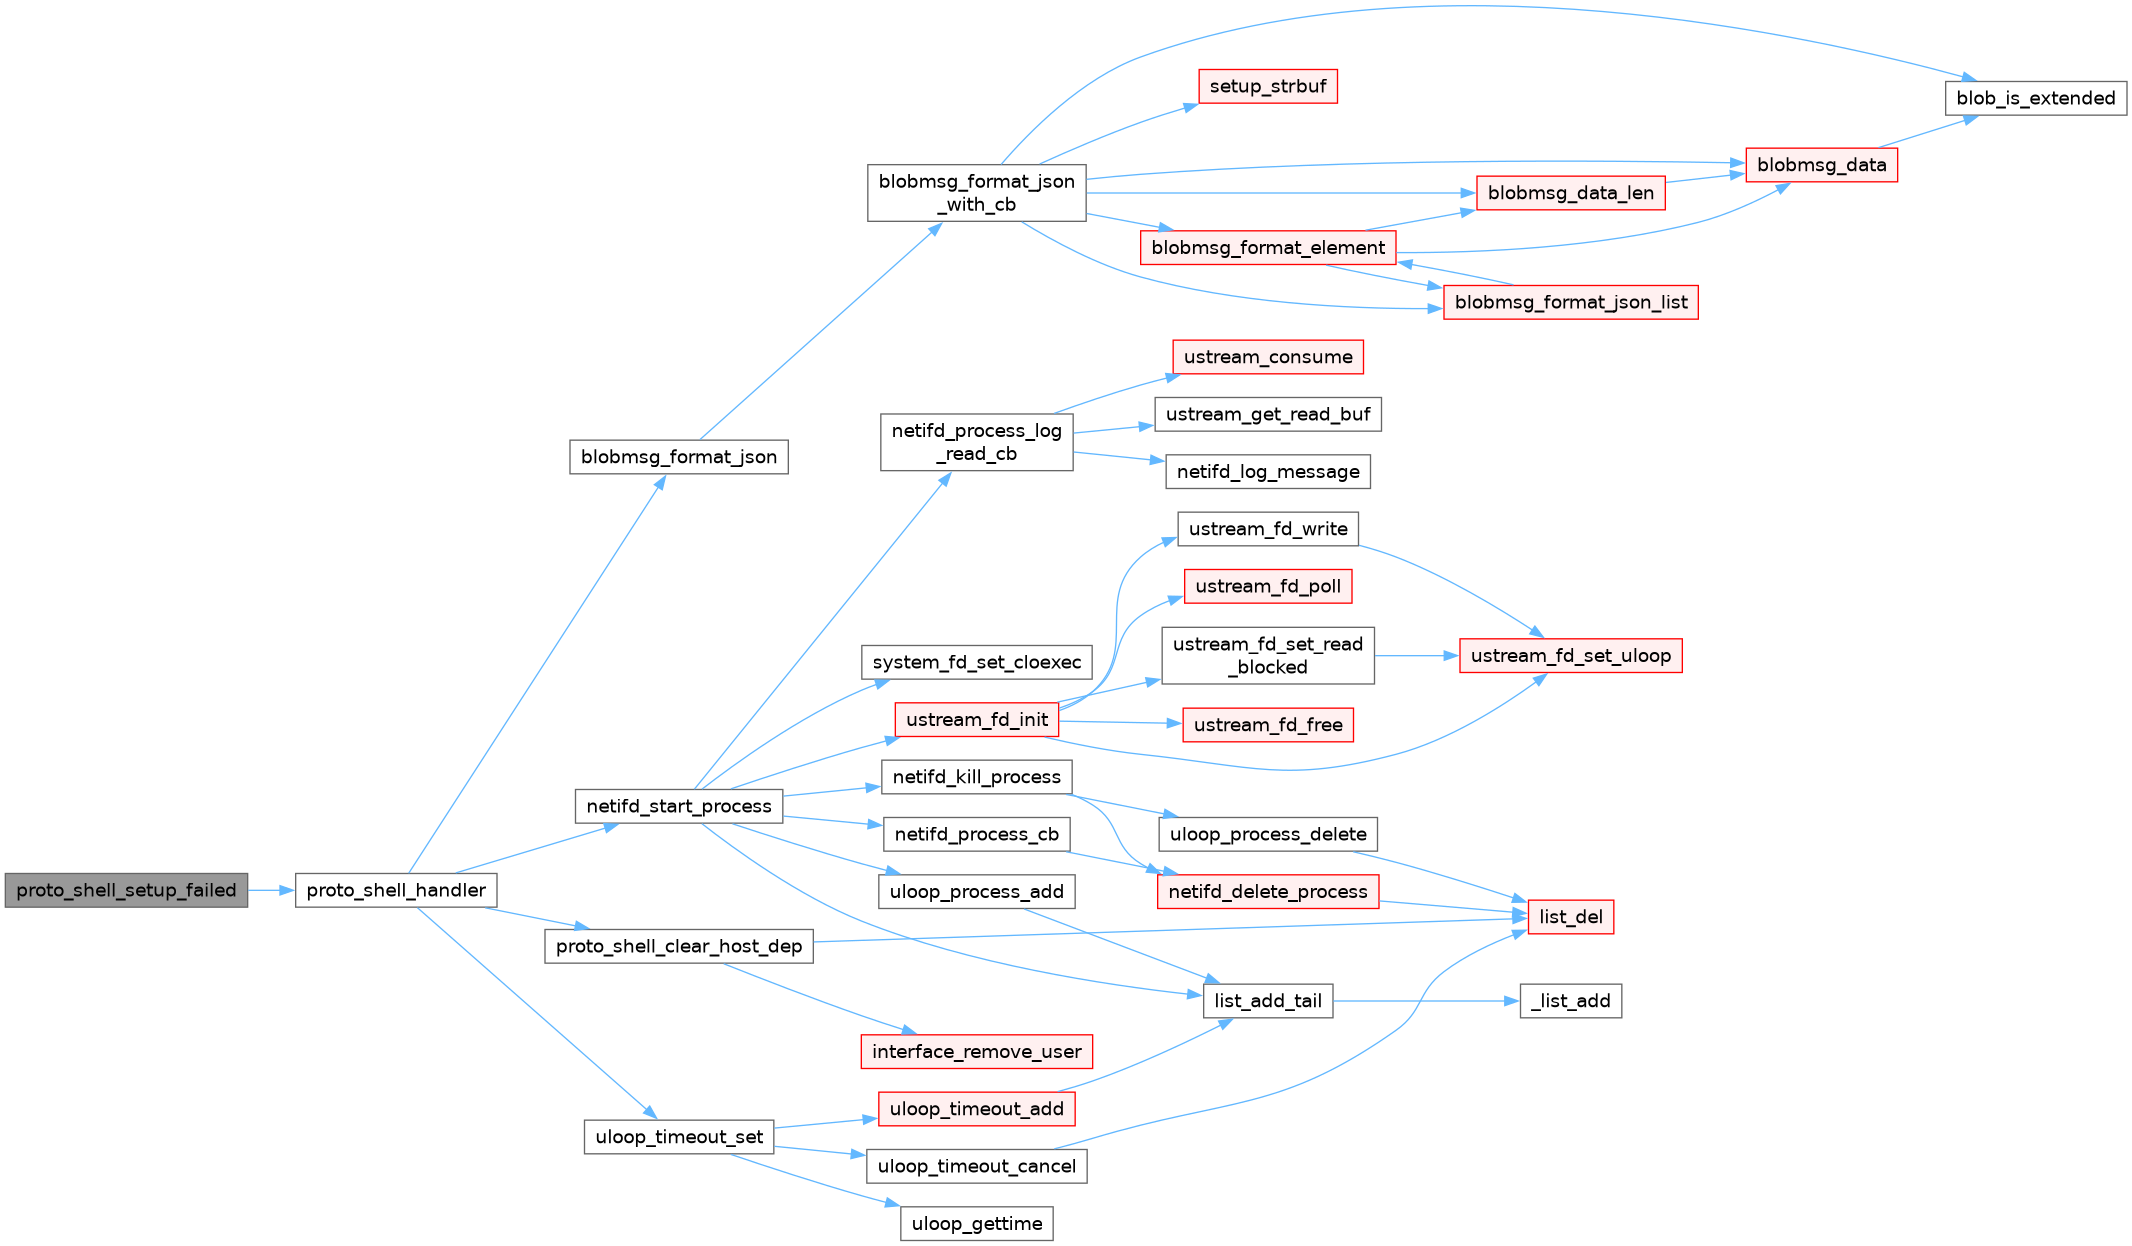 proto_shell_setup_failed
proto_shell_handler
blobmsg_format_json
blobmsg_format_json
_with_cb
setup_strbuf
blob_is_extended
blobmsg_data
blobmsg_data_len
blobmsg_format_element
blobmsg_format_json_list
netifd_start_process
netifd_process_log
_read_cb
ustream_consume
ustream_get_read_buf
netifd_log_message
system_fd_set_cloexec
ustream_fd_init
ustream_fd_write
ustream_fd_poll
ustream_fd_set_read
_blocked
ustream_fd_free
ustream_fd_set_uloop
netifd_kill_process
netifd_process_cb
uloop_process_add
uloop_process_delete
netifd_delete_process
list_del
list_add_tail
_list_add
proto_shell_clear_host_dep
interface_remove_user
uloop_timeout_set
uloop_timeout_add
uloop_timeout_cancel
uloop_gettime